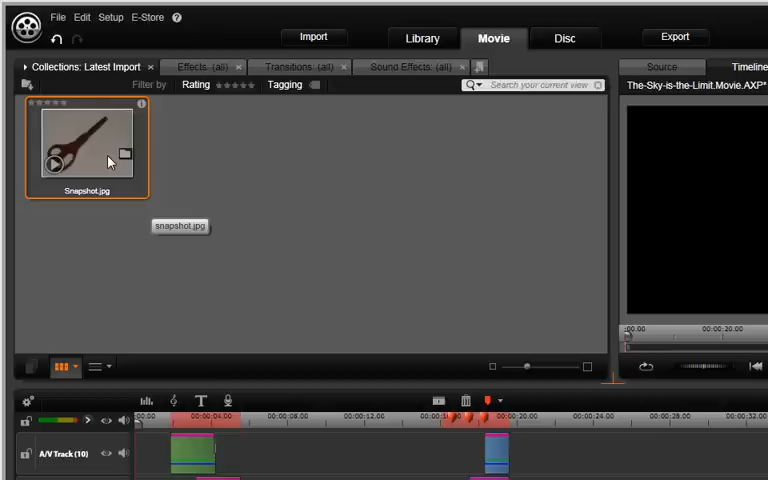 File Edit Setup E-Store ?
Import Library Movie Disc Export
Collections: Latest Import × Effects: (all) × Transitions: (all) × Sound Effects: (all) × Source Timeline
Filter by Rating Tagging Search your current view The-Sky-is-the-Limit.Movie.AXP*
Snapshot.jpg
snapshot.jpg
:00.00 00:00:20.00
:00.00 00:00:04.00 00:00:08.00 00:00:12.00 00:00:20.00 00:00:24.00 00:00:28.00 00:00:32.00
A/V Track (10)